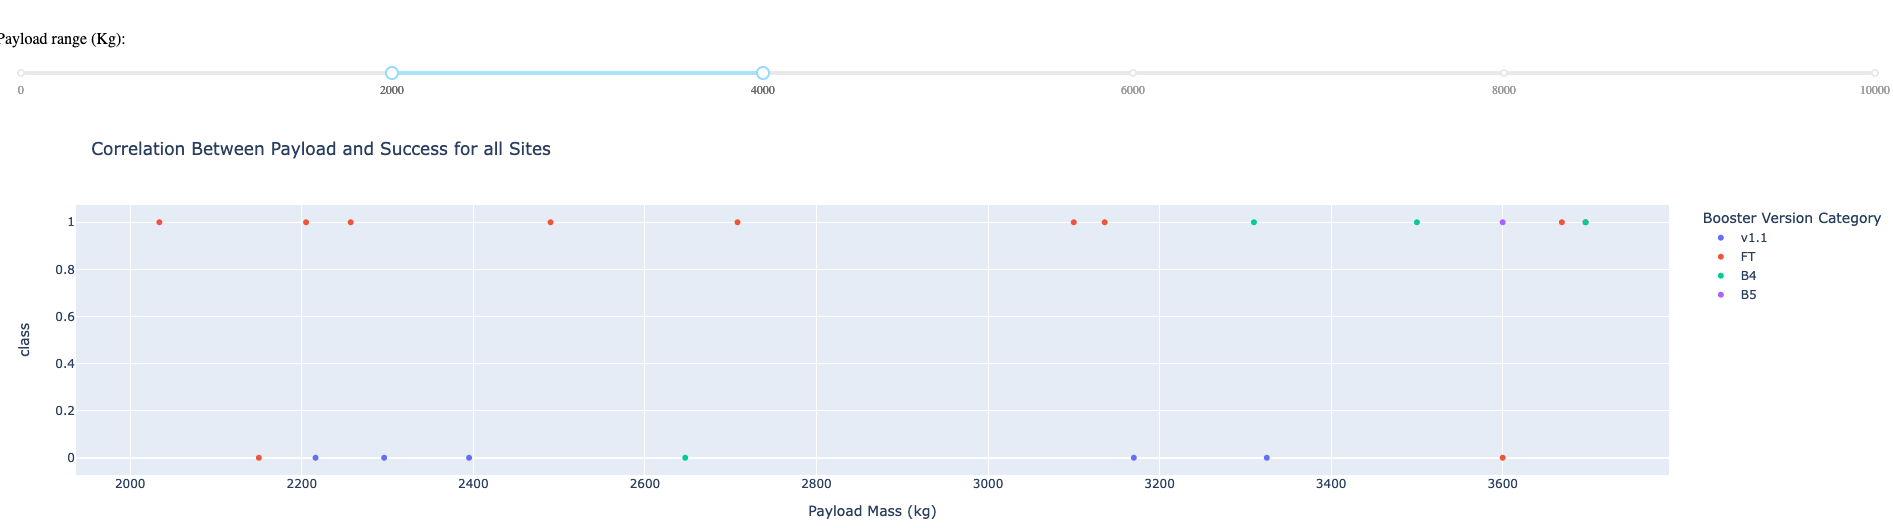 Payload range (Kg):
0 2000 4000 6000 8000 10000
Correlation Between Payload and Success for all Sites
Booster Version Category
v1.1
FT
B4
B5
1
0.8
0.6
0.4
0.2
0
class
2000 2200 2400 2600 2800 3000 3200 3400 3600
Payload Mass (kg)